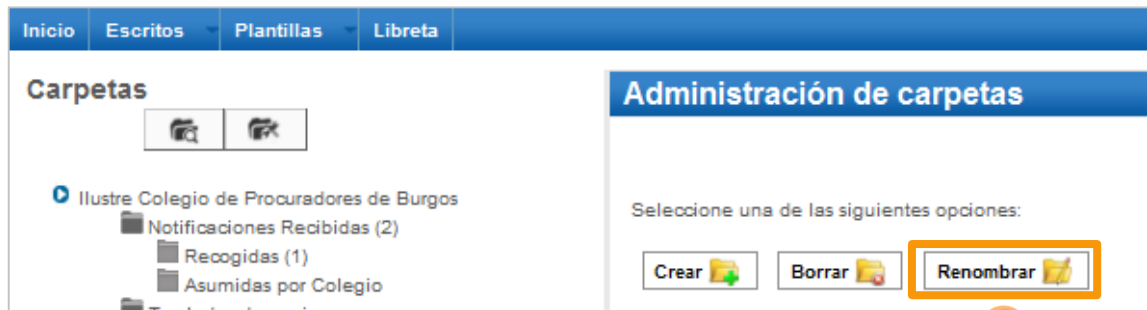 Inicio Escritos Plantillas Libreta
Carpetas
Administración de carpetas
Ilustre Colegio de Procuradores de Burgos
Notificaciones Recibidas (2)
Recogidas (1)
Asumidas por Colegio
Seleccione una de las siguientes opciones:
Crear Borrar Renombrar